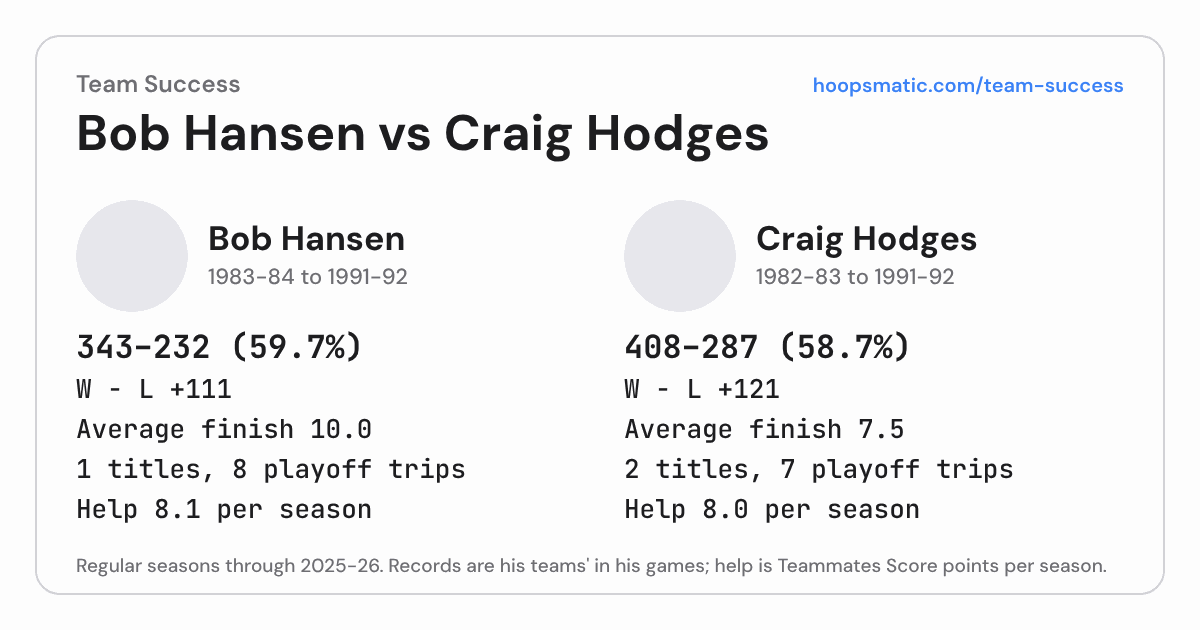 Team Success
hoopsmatic.com/team-success
Bob Hansen vs Craig Hodges
Bob Hansen
1983-84 to 1991-92
343-232 (59.7%)
W - L +111
Average finish 10.0
1 titles, 8 playoff trips
Help 8.1 per season
Craig Hodges
1982-83 to 1991-92
408-287 (58.7%)
W - L +121
Average finish 7.5
2 titles, 7 playoff trips
Help 8.0 per season
Regular seasons through 2025-26. Records are his teams' in his games; help is Teammates Score points per season.